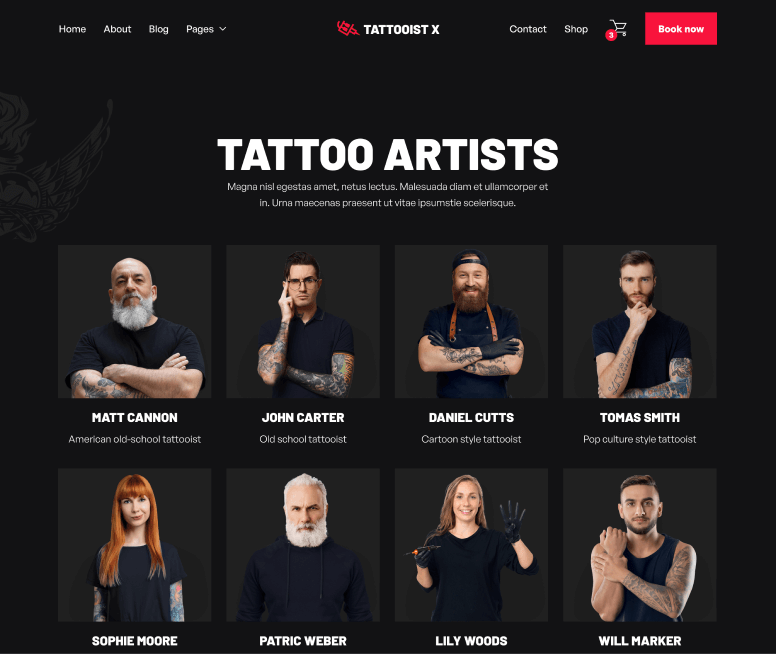 Home About Blog Pages TATTOOIST X Contact Shop 3 Book now
TATTOO ARTISTS
Magna nisl egestas amet, netus lectus. Malesuada diam et ullamcorper et
in. Urna maecenas praesent ut vitae ipsumstie scelerisque.
MATT CANNON JOHN CARTER DANIEL CUTTS TOMAS SMITH
American old-school tattooist Old school tattooist Cartoon style tattooist Pop culture style tattooist
SOPHIE MOORE PATRIC WEBER LILY WOODS WILL MARKER